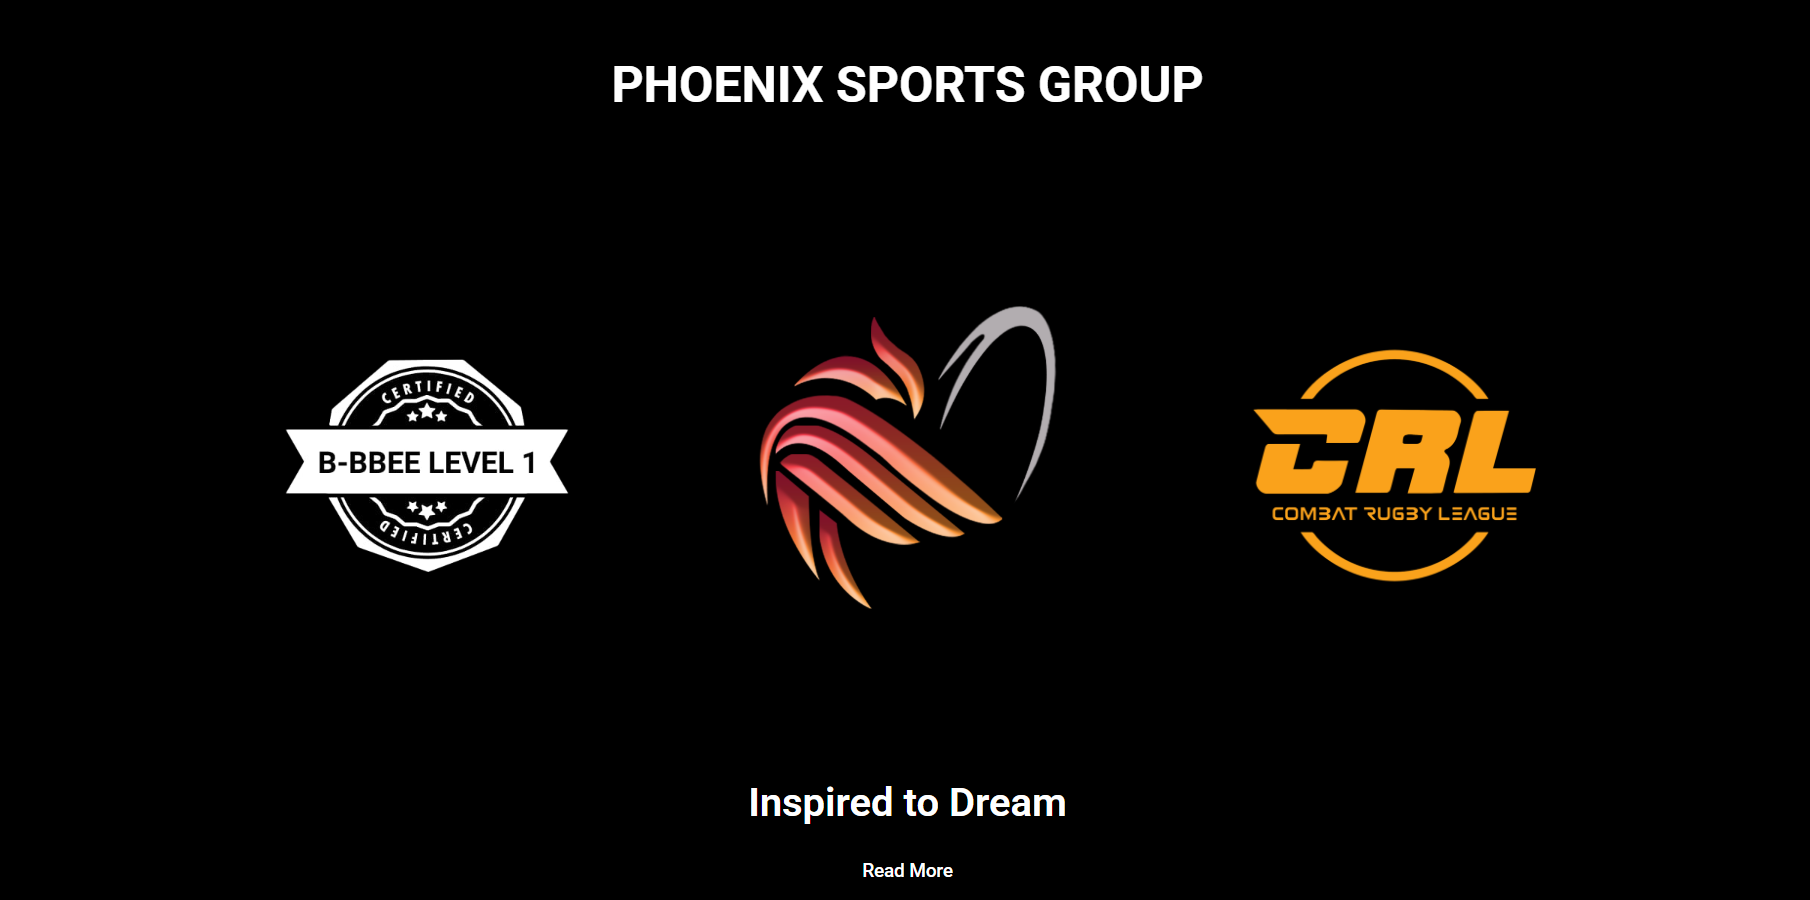 PHOENIX SPORTS GROUP
CERTIFIED
B-BBEE LEVEL 1
CERTIFIED
CRL
COMBAT RUGBY LEAGUE
Inspired to Dream
Read More